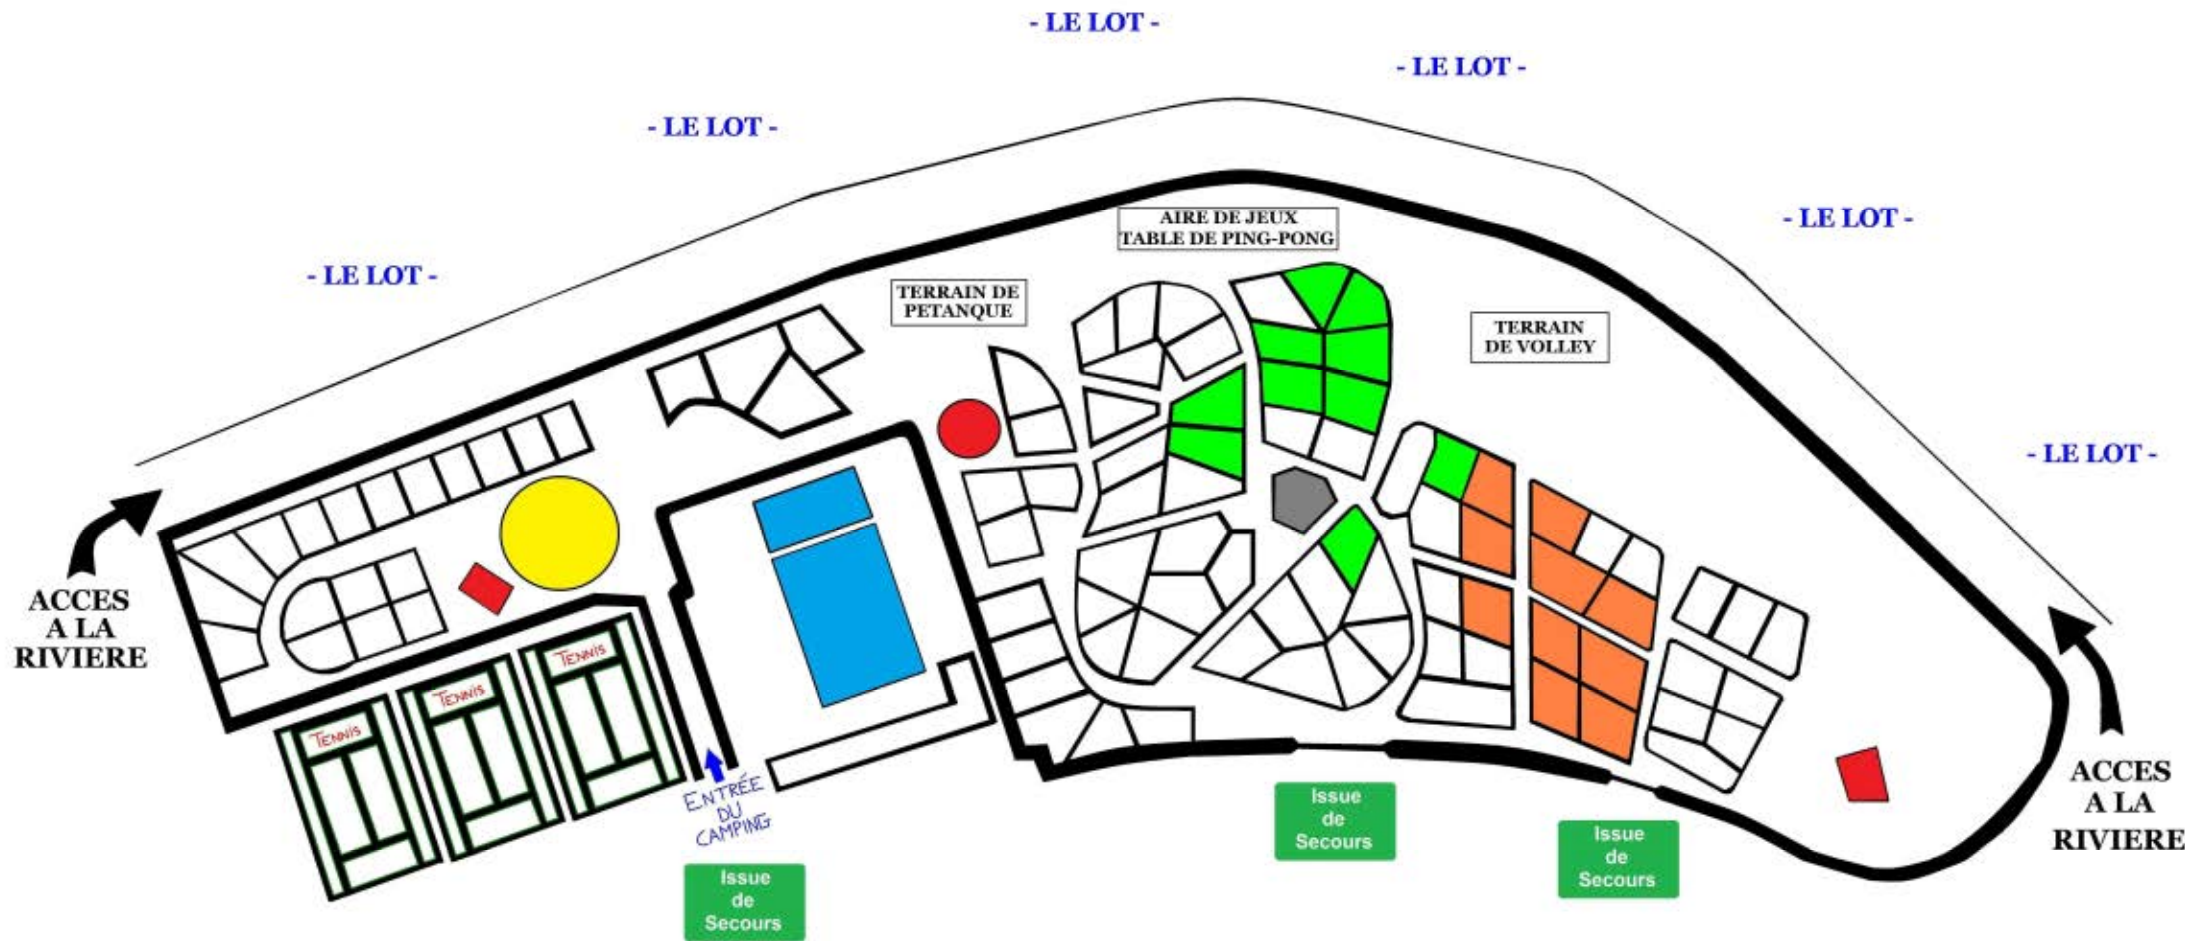 - LE LOT -
- LE LOT -
- LE LOT -
- LE LOT -
- LE LOT -
- LE LOT -
AIRE DE JEUX
TABLE DE PING-PONG
TERRAIN DE
PETANQUE
TERRAIN
DE VOLLEY
ACCES
A LA
RIVIERE
TENNIS
TENNIS
TENNIS
ENTRÉE
DU
CAMPING
Issue
de
Secours
Issue
de
Secours
Issue
de
Secours
ACCES
A LA
RIVIERE